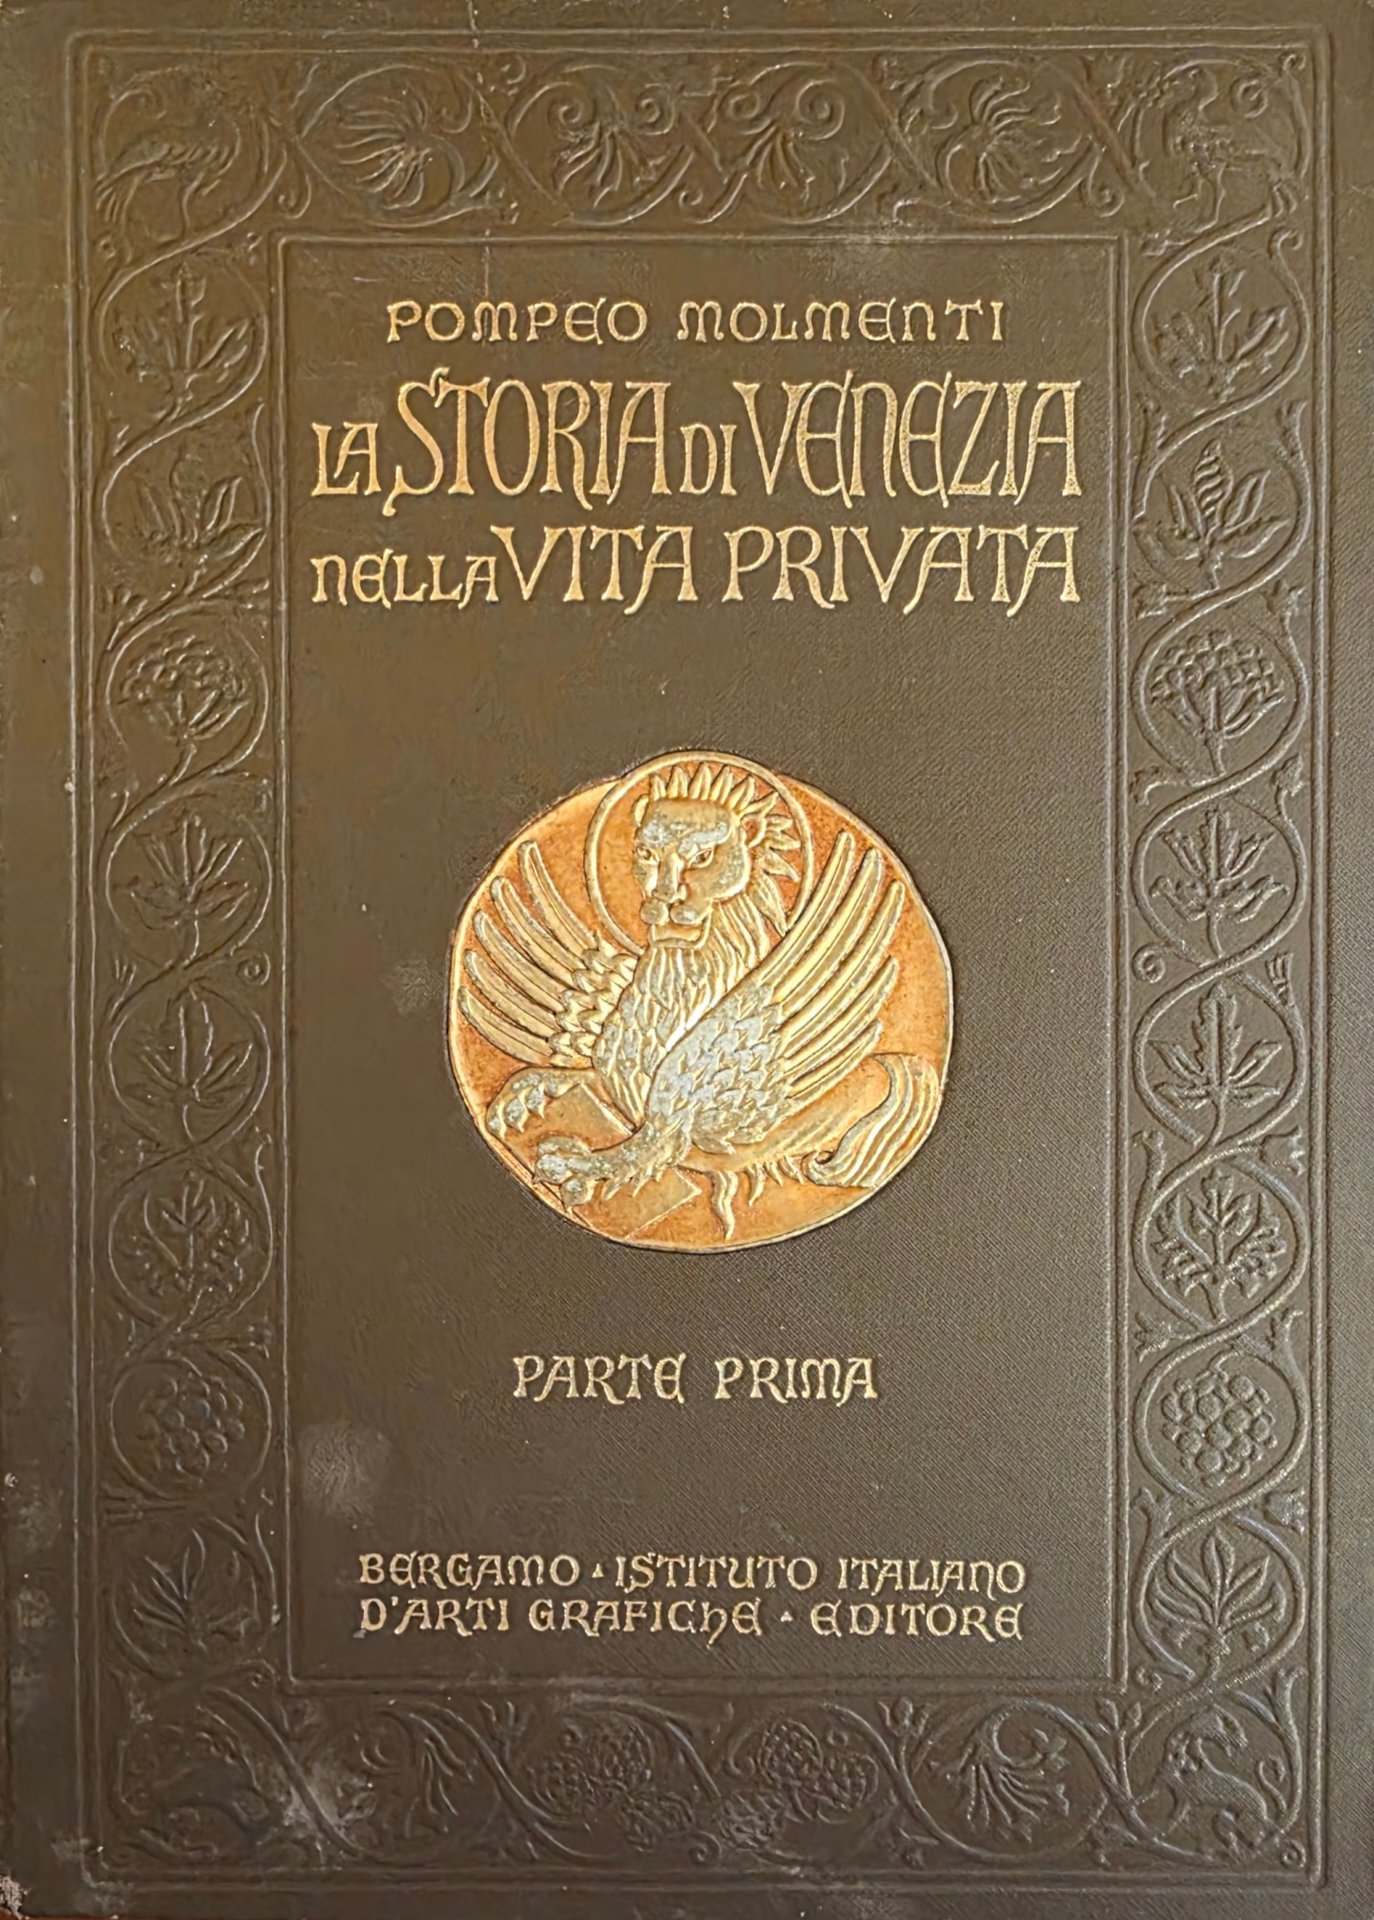 POMPEO MOLMENTI
LA STORIA DI VENEZIA
NELLA VITA PRIVATA
PARTE PRIMA
BERGAMO ▴ ISTITUTO ITALIANO
D'ARTI GRAFICHE ▴ EDITORE